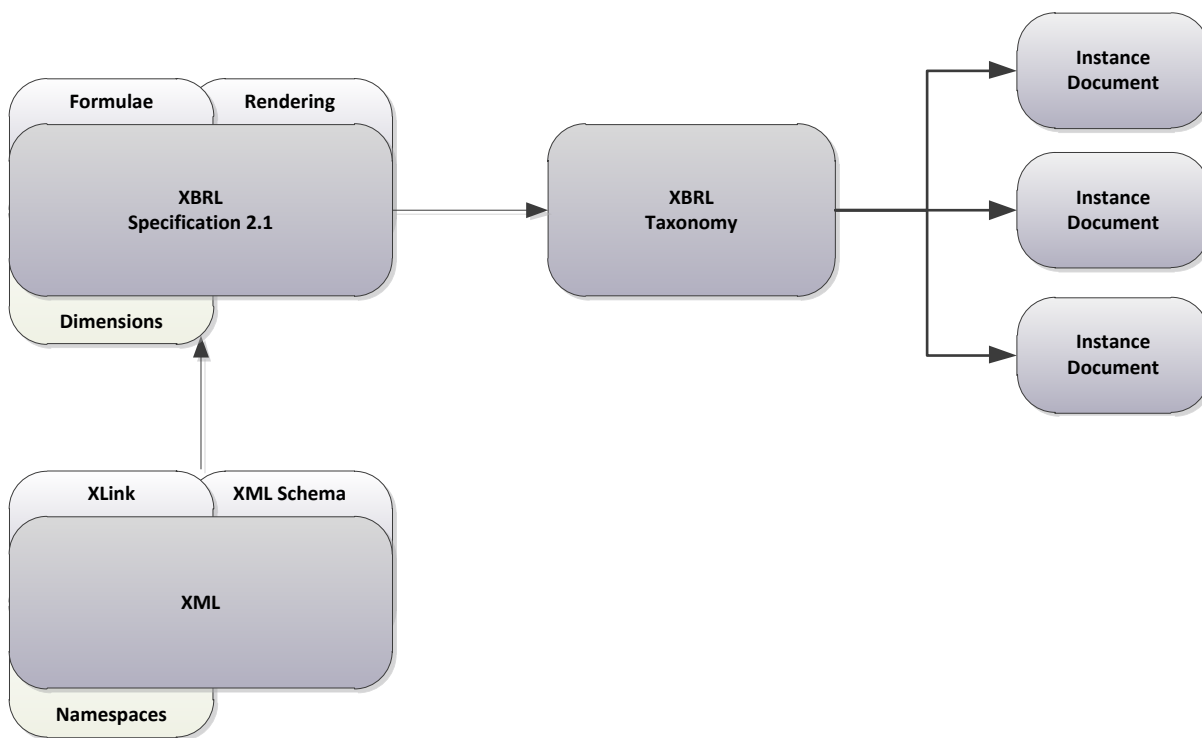 Formulae
Rendering
XBRL
Specification 2.1
Dimensions
XBRL
Taxonomy
Instance
Document
Instance
Document
Instance
Document
XLink
XML Schema
XML
Namespaces